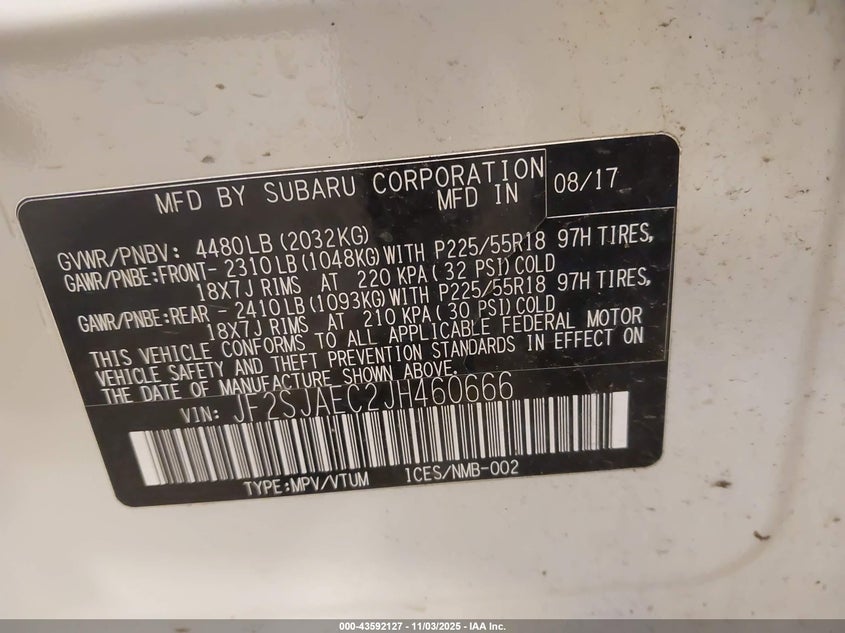 MFD BY SUBARU CORPORATION
MFD IN 08/17
GVWR/PNBV: 4480LB (2032KG)
GAWR/PNBE:FRONT- 2310LB (1048KG) WITH P225/55R18 97H TIRES,
18X7J RIMS AT 220 KPA( 32 PSI) COLD
GAWR/PNBE:REAR - 2410LB (1093KG) WITH P225/55R18 97H TIRES,
18X7J RIMS AT 210 KPA( 30 PSI) COLD
THIS VEHICLE CONFORMS TO ALL APPLICABLE FEDERAL MOTOR
VEHICLE SAFETY AND THEFT PREVENTION STANDARDS IN EFFECT ON
THE DATE OF MANUFACTURE SHOWN ABOVE.
VIN: JF2SJAEC2JH460666
TYPE:MPV/VTUM ICES/NMB-002
000-43592127 - 11/03/2025 - IAA Inc.